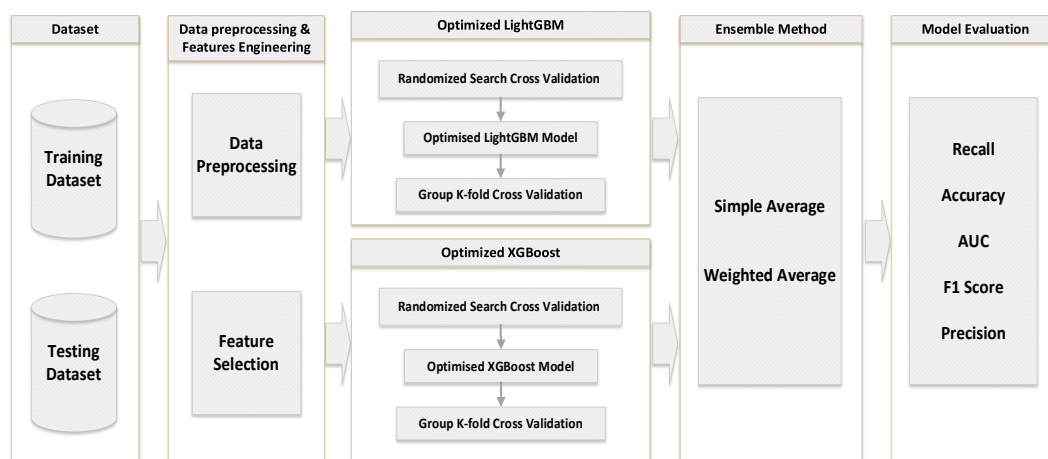 Dataset
Training
Dataset
Testing
Dataset
Data preprocessing &
Features Engineering
Data
Preprocessing
Feature
Selection
Optimized LightGBM
Randomized Search Cross Validation
Optimised LightGBM Model
Group K-fold Cross Validation
Optimized XGBoost
Randomized Search Cross Validation
Optimised XGBoost Model
Group K-fold Cross Validation
Ensemble Method
Simple Average
Weighted Average
Model Evaluation
Recall
Accuracy
AUC
F1 Score
Precision